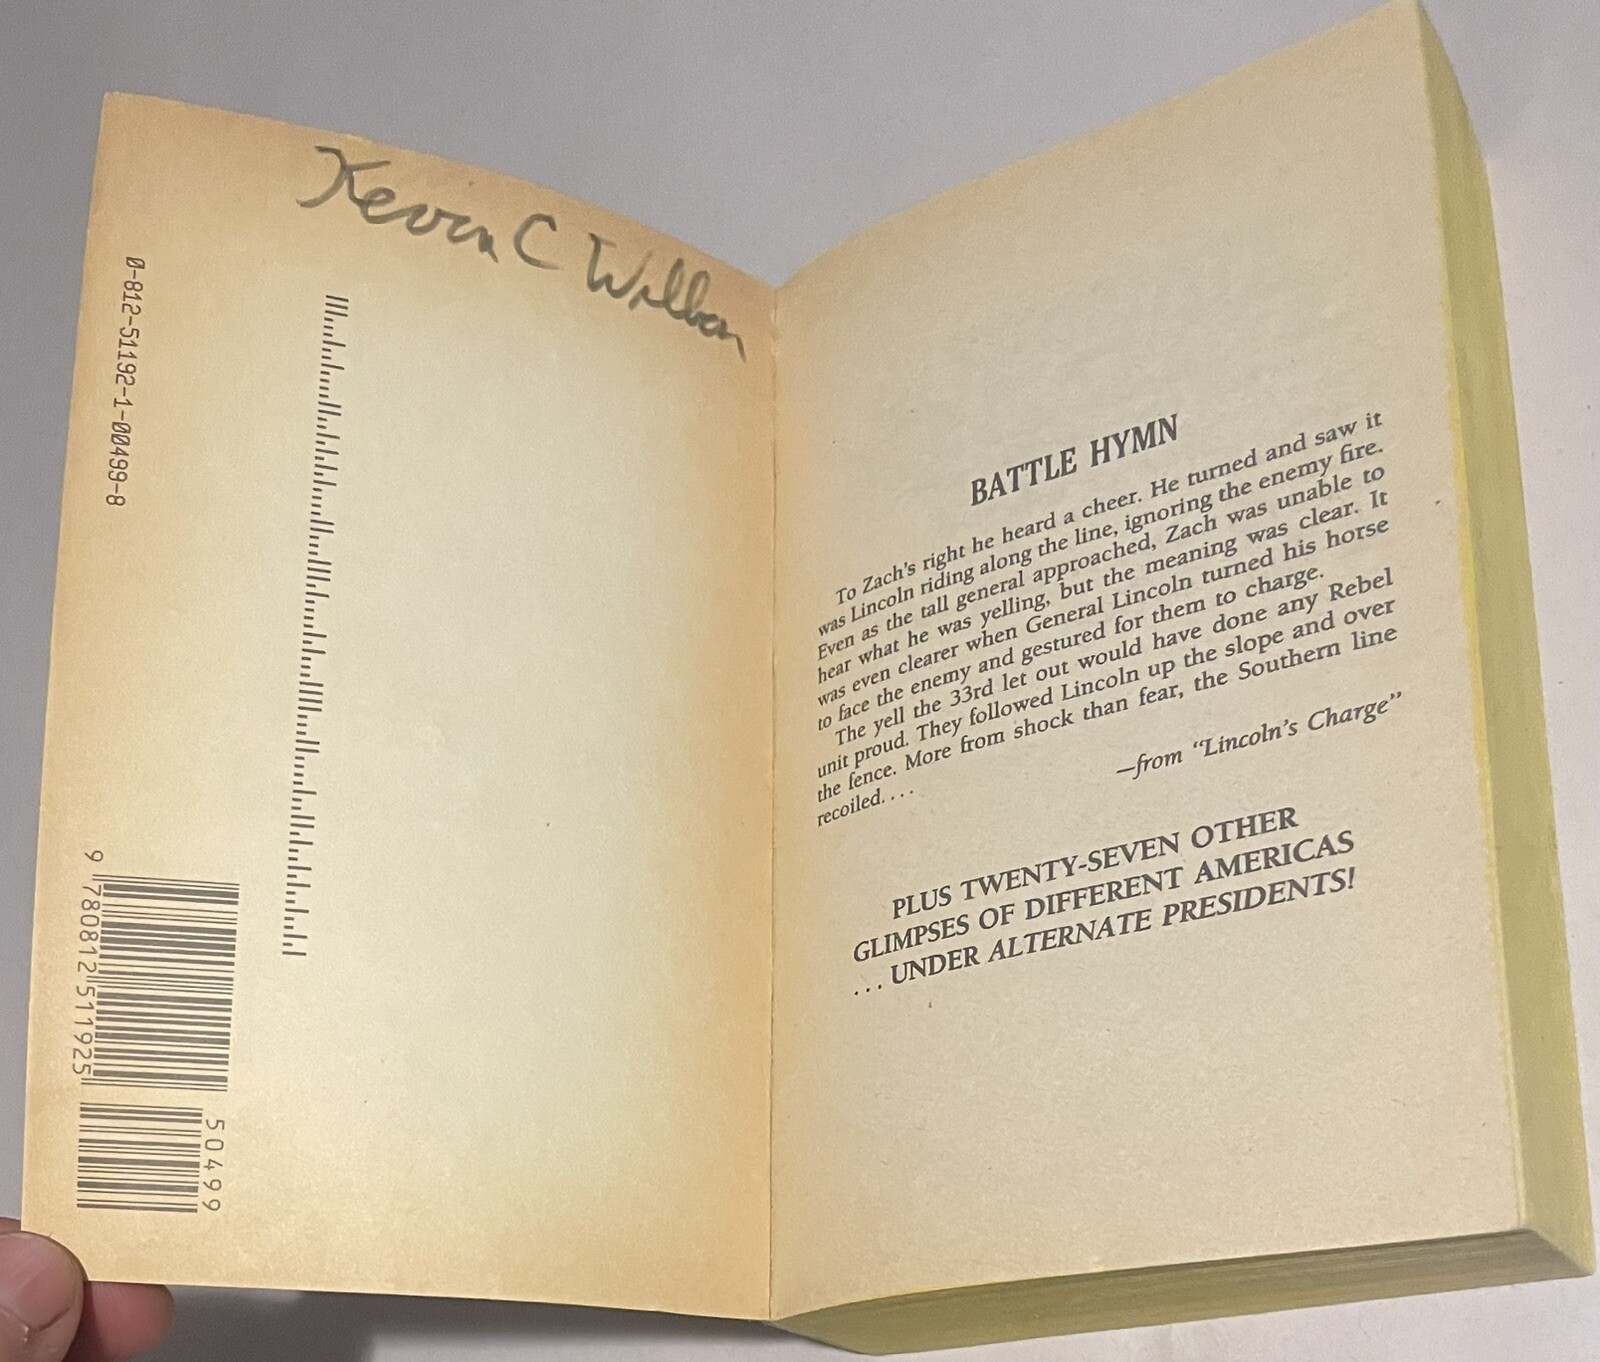 Kevin C Wilbon
0-812-51192-1-00499-8
9 780812 511925
50499
BATTLE HYMN
To Zach's right he heard a cheer. He turned and saw it
was Lincoln riding along the line, ignoring the enemy fire.
Even as the tall general approached, Zach was unable to
hear what he was yelling, but the meaning was clear. It
was even clearer when General Lincoln turned his horse
to face the enemy and gestured for them to charge.
The yell the 33rd let out would have done any Rebel
unit proud. They followed Lincoln up the slope and over
the fence. More from shock than fear, the Southern line
recoiled. . . .
—from "Lincoln's Charge"
PLUS TWENTY-SEVEN OTHER
GLIMPSES OF DIFFERENT AMERICAS
. . . UNDER ALTERNATE PRESIDENTS!